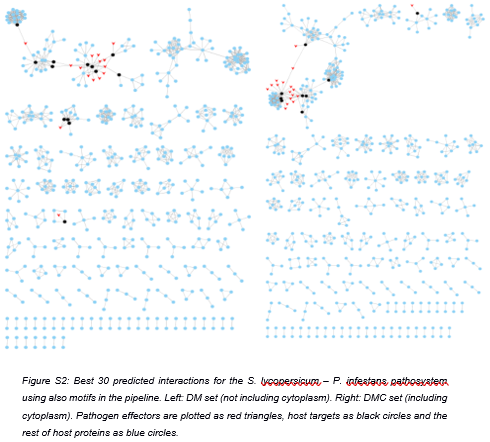 Figure S2: Best 30 predicted interactions for the S. lycopersicum – P. infestans pathosystem
using also motifs in the pipeline. Left: DM set (not including cytoplasm). Right: DMC set (including
cytoplasm). Pathogen effectors are plotted as red triangles, host targets as black circles and the
rest of host proteins as blue circles.